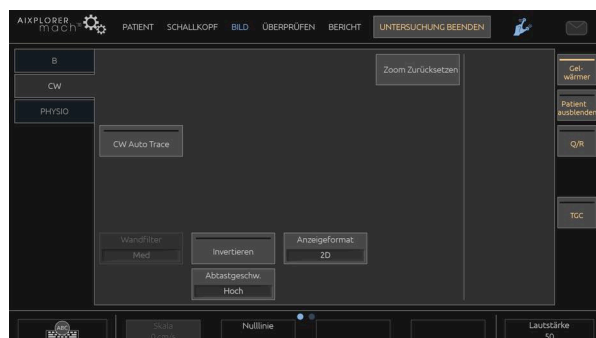 AIXPLORER
mach
PATIENT SCHALLKOPF BILD ÜBERPRÜFEN BERICHT UNTERSUCHUNG BEENDEN
B
CW
PHYSIO
Zoom Zurücksetzen
Gel-
wärmer
Patient
ausblenden
Q/R
CW Auto Trace
TGC
Wandfilter
Med
Invertieren
Anzeigeformat
2D
Abtastgeschw.
Hoch
ABC
Skala
Nulllinie
Lautstärke
50